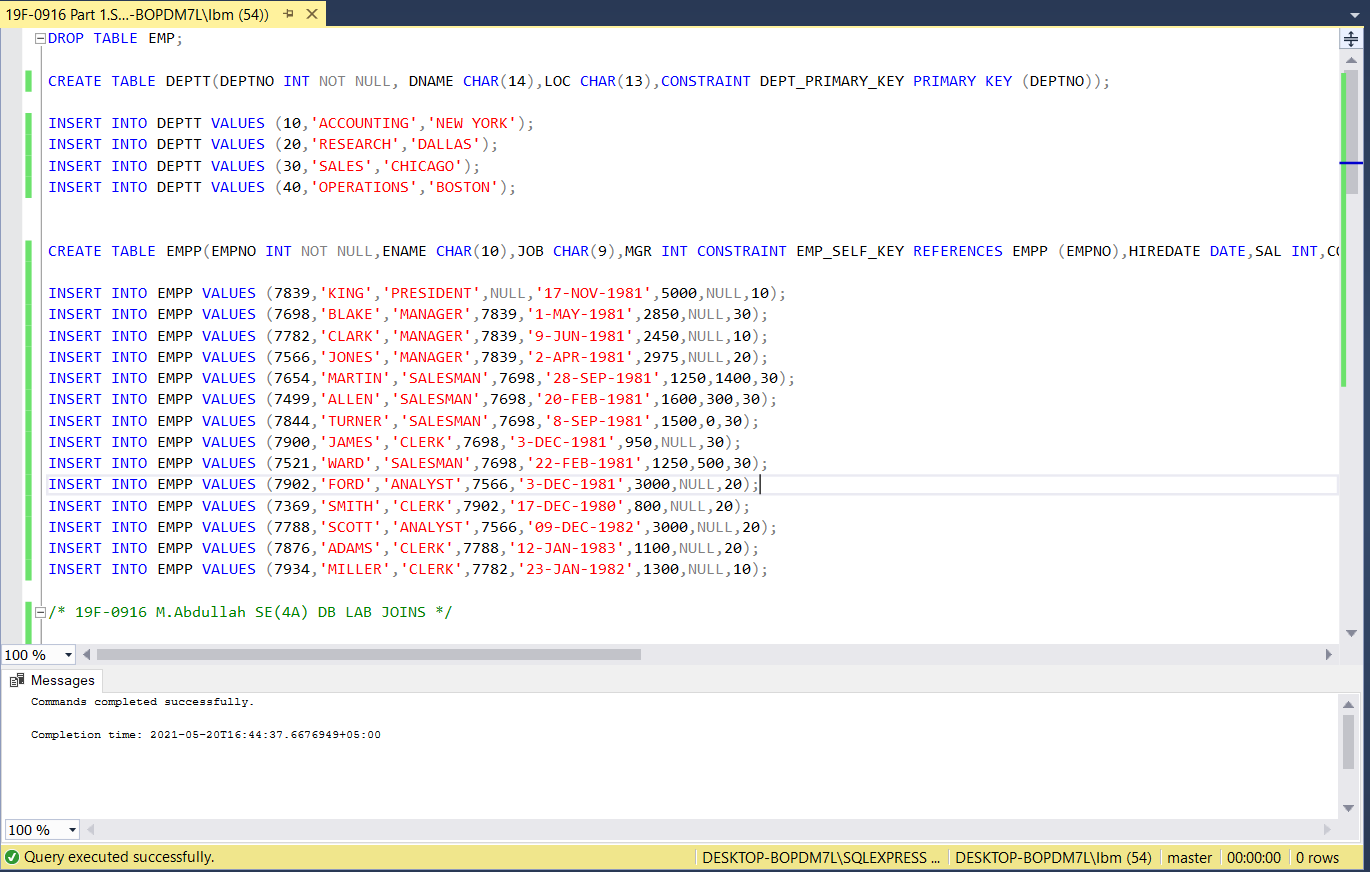 19F-0916 Part 1.S...-BOPDM7L\Ibm (54))
DROP TABLE EMP;
CREATE TABLE DEPTT(DEPTNO INT NOT NULL, DNAME CHAR(14),LOC CHAR(13),CONSTRAINT DEPT_PRIMARY_KEY PRIMARY KEY (DEPTNO));
INSERT INTO DEPTT VALUES (10,'ACCOUNTING','NEW YORK');
INSERT INTO DEPTT VALUES (20,'RESEARCH','DALLAS');
INSERT INTO DEPTT VALUES (30,'SALES','CHICAGO');
INSERT INTO DEPTT VALUES (40,'OPERATIONS','BOSTON');
CREATE TABLE EMPP(EMPNO INT NOT NULL,ENAME CHAR(10),JOB CHAR(9),MGR INT CONSTRAINT EMP_SELF_KEY REFERENCES EMPP (EMPNO),HIREDATE DATE,SAL INT,CO
INSERT INTO EMPP VALUES (7839,'KING','PRESIDENT',NULL,'17-NOV-1981',5000,NULL,10);
INSERT INTO EMPP VALUES (7698,'BLAKE','MANAGER',7839,'1-MAY-1981',2850,NULL,30);
INSERT INTO EMPP VALUES (7782,'CLARK','MANAGER',7839,'9-JUN-1981',2450,NULL,10);
INSERT INTO EMPP VALUES (7566,'JONES','MANAGER',7839,'2-APR-1981',2975,NULL,20);
INSERT INTO EMPP VALUES (7654,'MARTIN','SALESMAN',7698,'28-SEP-1981',1250,1400,30);
INSERT INTO EMPP VALUES (7499,'ALLEN','SALESMAN',7698,'20-FEB-1981',1600,300,30);
INSERT INTO EMPP VALUES (7844,'TURNER','SALESMAN',7698,'8-SEP-1981',1500,0,30);
INSERT INTO EMPP VALUES (7900,'JAMES','CLERK',7698,'3-DEC-1981',950,NULL,30);
INSERT INTO EMPP VALUES (7521,'WARD','SALESMAN',7698,'22-FEB-1981',1250,500,30);
INSERT INTO EMPP VALUES (7902,'FORD','ANALYST',7566,'3-DEC-1981',3000,NULL,20);
INSERT INTO EMPP VALUES (7369,'SMITH','CLERK',7902,'17-DEC-1980',800,NULL,20);
INSERT INTO EMPP VALUES (7788,'SCOTT','ANALYST',7566,'09-DEC-1982',3000,NULL,20);
INSERT INTO EMPP VALUES (7876,'ADAMS','CLERK',7788,'12-JAN-1983',1100,NULL,20);
INSERT INTO EMPP VALUES (7934,'MILLER','CLERK',7782,'23-JAN-1982',1300,NULL,10);
/* 19F-0916 M.Abdullah SE(4A) DB LAB JOINS */
100 %
Messages
Commands completed successfully.
Completion time: 2021-05-20T16:44:37.6676949+05:00
100 %
Query executed successfully. DESKTOP-BOPDM7L\SQLEXPRESS ... DESKTOP-BOPDM7L\Ibm (54) master 00:00:00 0 rows